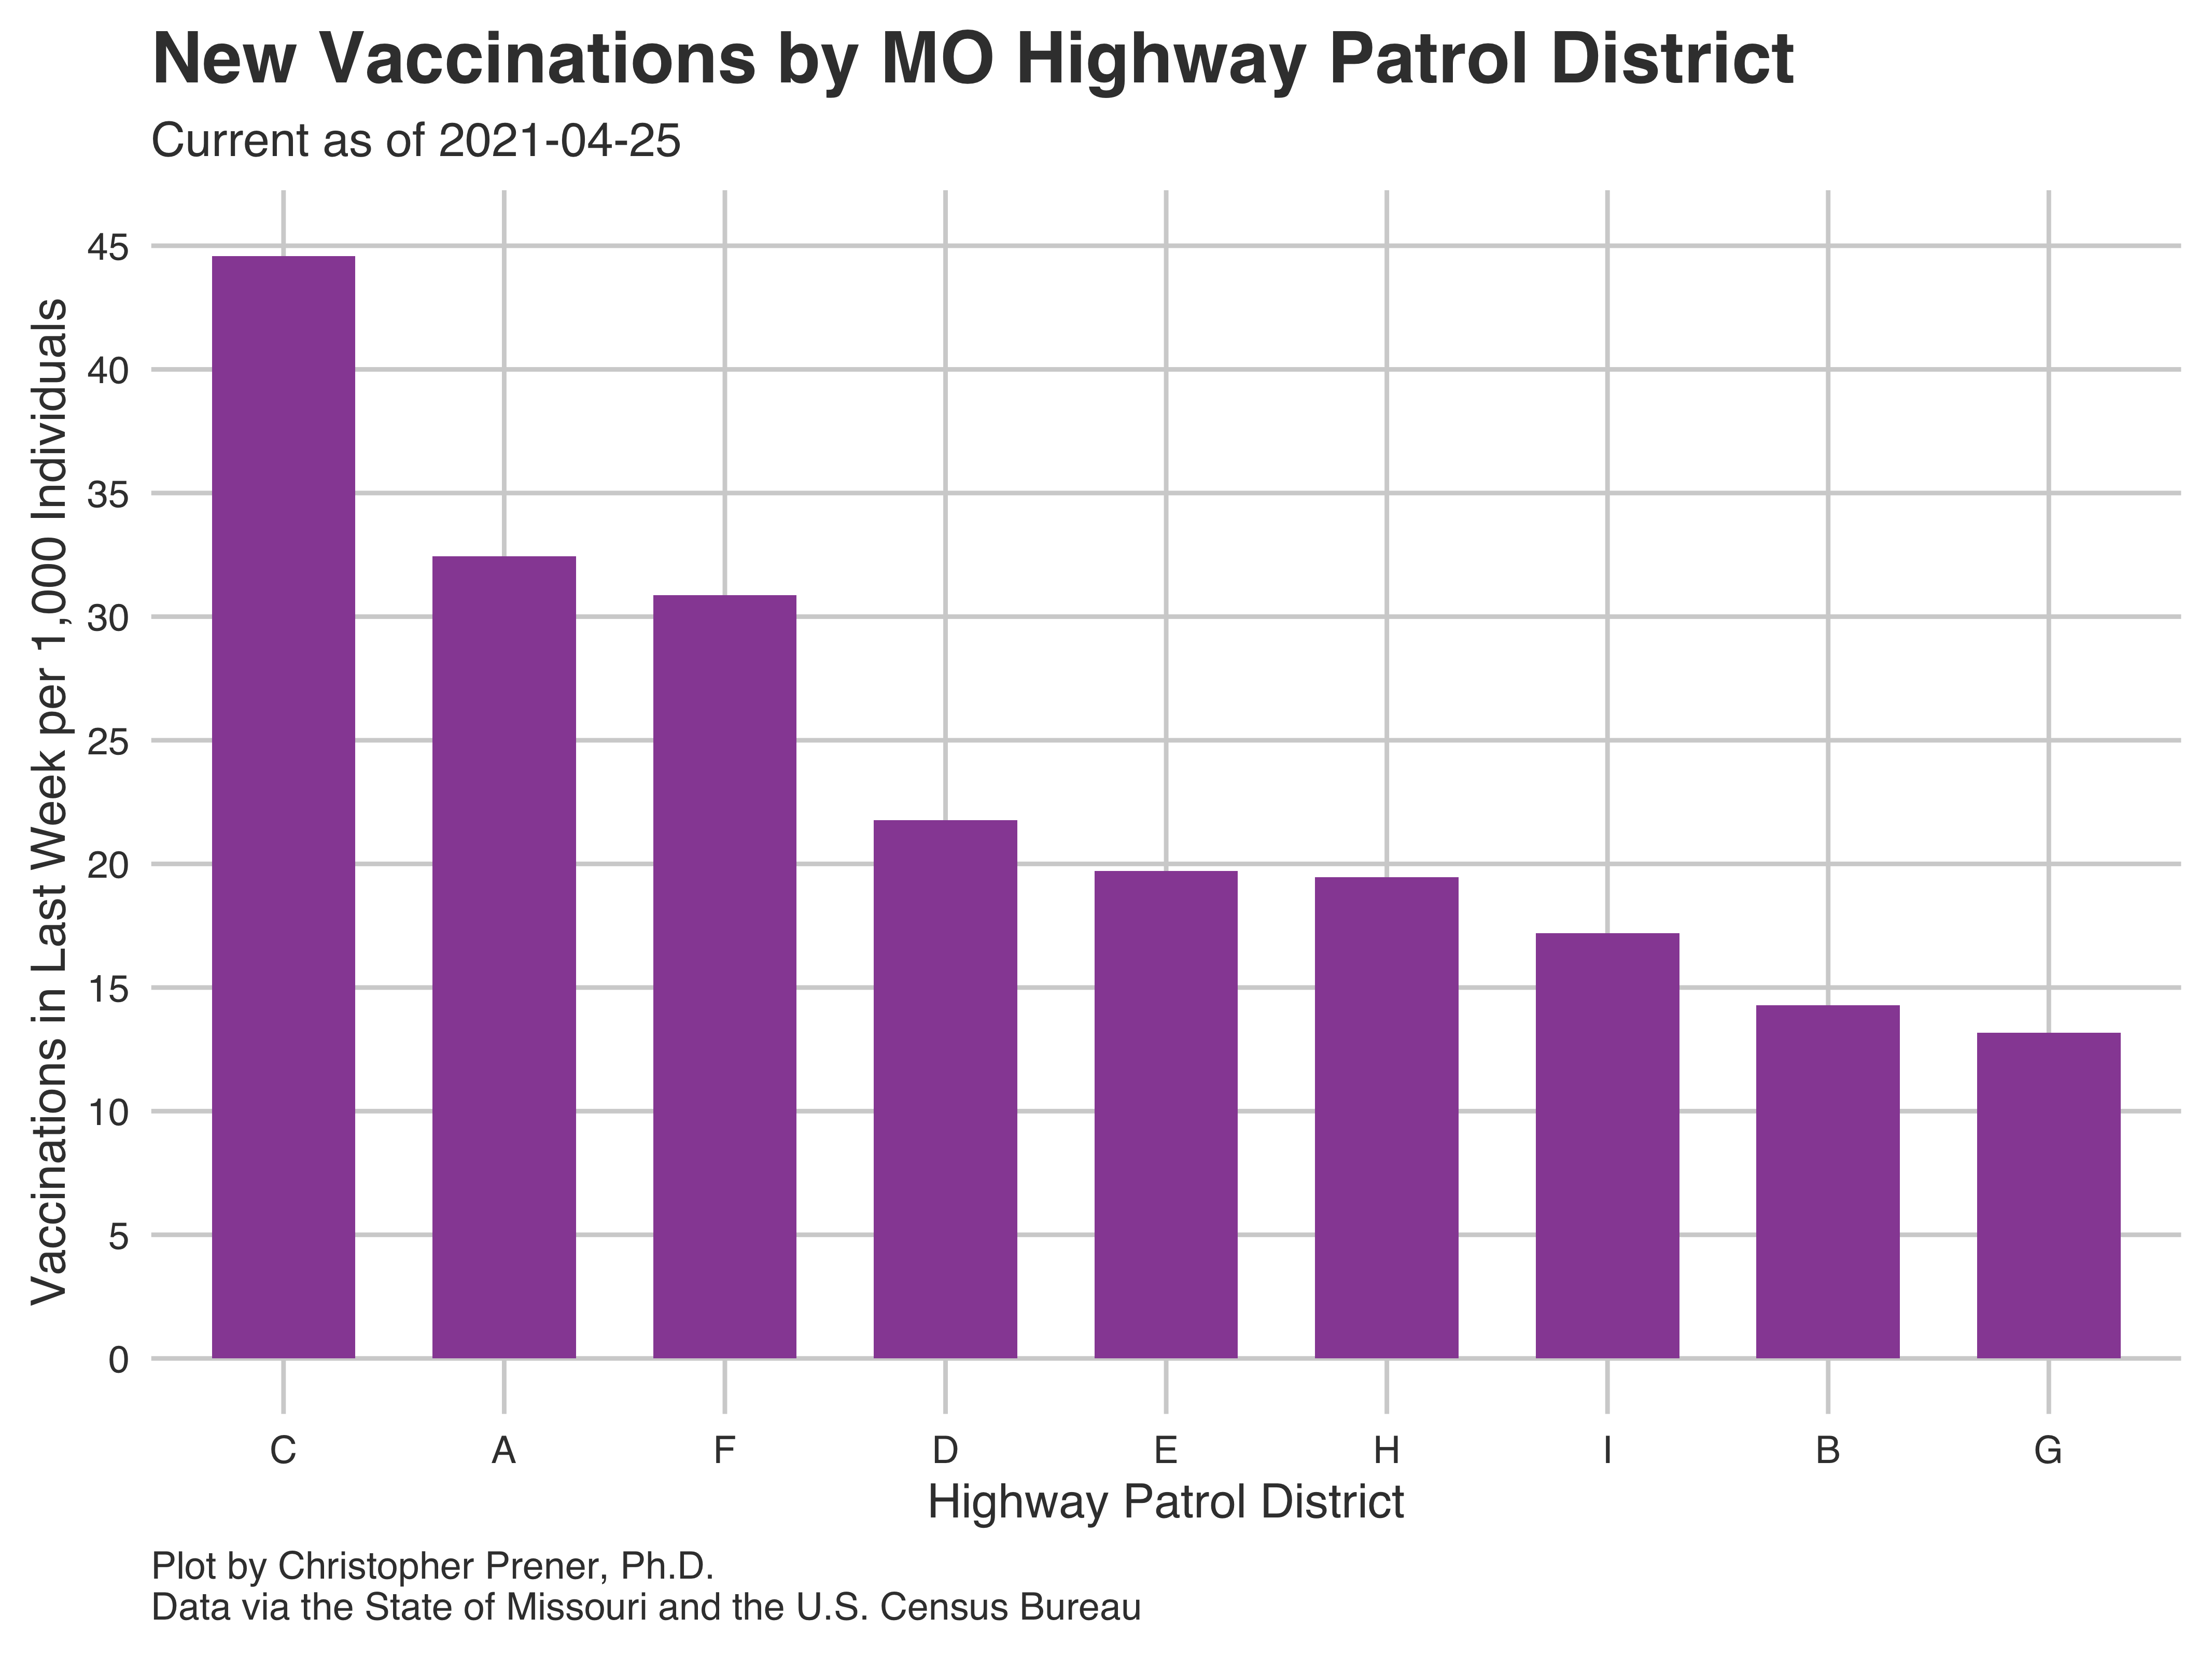 New Vaccinations by MO Highway Patrol District
Current as of 2021-04-25
Vaccinations in Last Week per 1,000 Individuals
45
40
35
30
25
20
15
10
5
0
C A F D E H I B G
Highway Patrol District
Plot by Christopher Prener, Ph.D.
Data via the State of Missouri and the U.S. Census Bureau